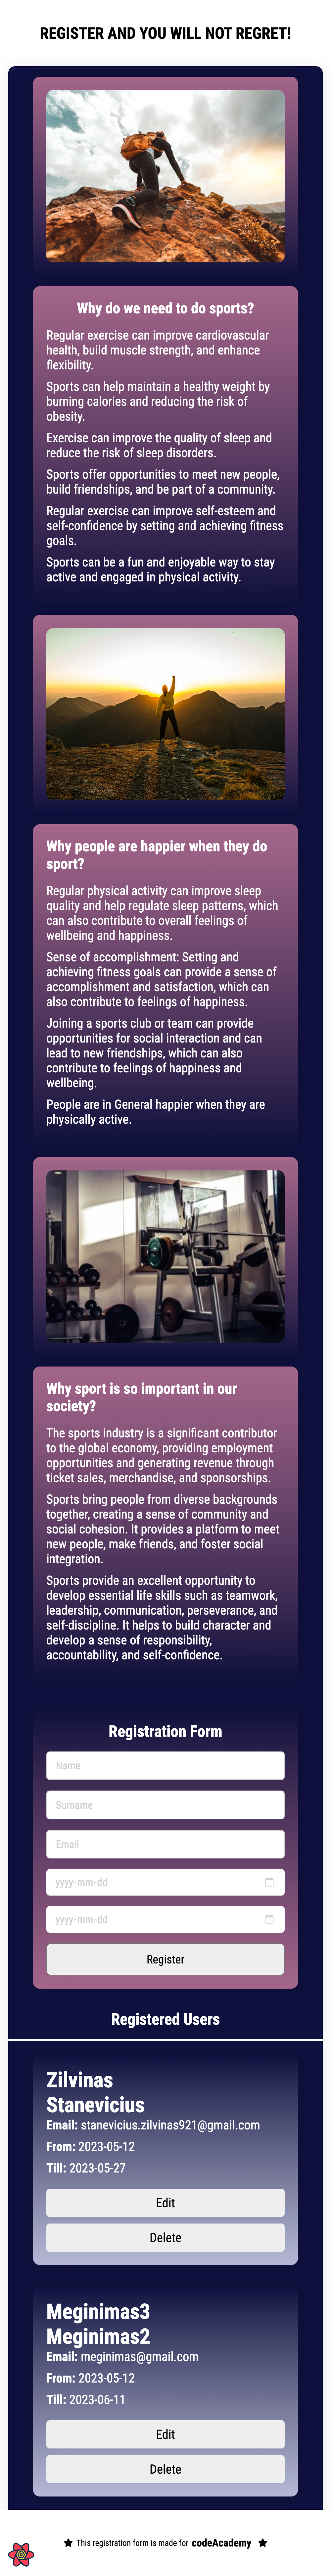 REGISTER AND YOU WILL NOT REGRET!
Why do we need to do sports?
Regular exercise can improve cardiovascular
health, build muscle strength, and enhance
flexibility.
Sports can help maintain a healthy weight by
burning calories and reducing the risk of
obesity.
Exercise can improve the quality of sleep and
reduce the risk of sleep disorders.
Sports offer opportunities to meet new people,
build friendships, and be part of a community.
Regular exercise can improve self-esteem and
self-confidence by setting and achieving fitness
goals.
Sports can be a fun and enjoyable way to stay
active and engaged in physical activity.
Why people are happier when they do
sport?
Regular physical activity can improve sleep
quality and help regulate sleep patterns, which
can also contribute to overall feelings of
wellbeing and happiness.
Sense of accomplishment: Setting and
achieving fitness goals can provide a sense of
accomplishment and satisfaction, which can
also contribute to feelings of happiness.
Joining a sports club or team can provide
opportunities for social interaction and can
lead to new friendships, which can also
contribute to feelings of happiness and
wellbeing.
People are in General happier when they are
physically active.
Why sport is so important in our
society?
The sports industry is a significant contributor
to the global economy, providing employment
opportunities and generating revenue through
ticket sales, merchandise, and sponsorships.
Sports bring people from diverse backgrounds
together, creating a sense of community and
social cohesion. It provides a platform to meet
new people, make friends, and foster social
integration.
Sports provide an excellent opportunity to
develop essential life skills such as teamwork,
leadership, communication, perseverance, and
self-discipline. It helps to build character and
develop a sense of responsibility,
accountability, and self-confidence.
Registration Form
Name
Surname
Email
yyyy-mm-dd
yyyy-mm-dd
Register
Registered Users
Zilvinas
Stanevicius
Email: stanevicius.zilvinas921@gmail.com
From: 2023-05-12
Till: 2023-05-27
Edit
Delete
Meginimas3
Meginimas2
Email: meginimas@gmail.com
From: 2023-05-12
Till: 2023-06-11
Edit
Delete
This registration form is made for codeAcademy